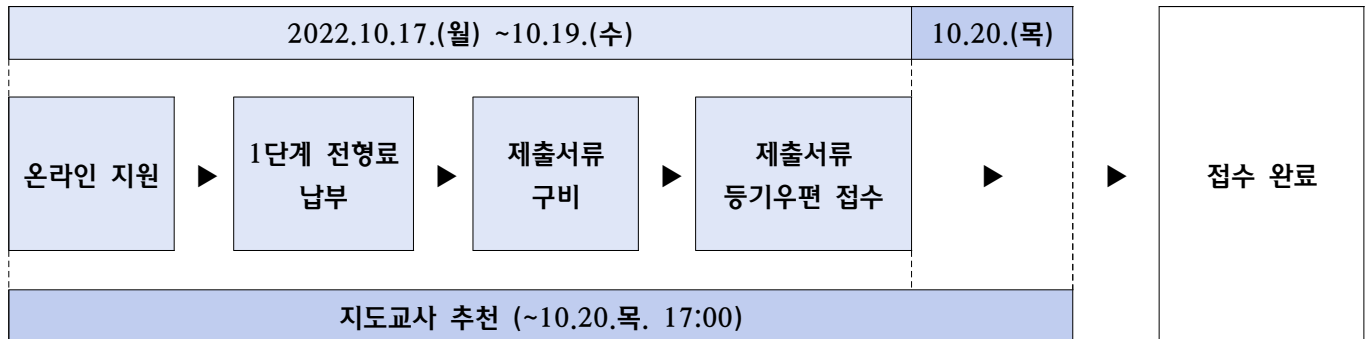 2022.10.17.(월) ~10.19.(수)
10.20.(목)
온라인 지원
▶
1단계 전형료
납부
▶
제출서류
구비
▶
제출서류
등기우편 접수
▶
▶
접수 완료
지도교사 추천 (~10.20.목. 17:00)